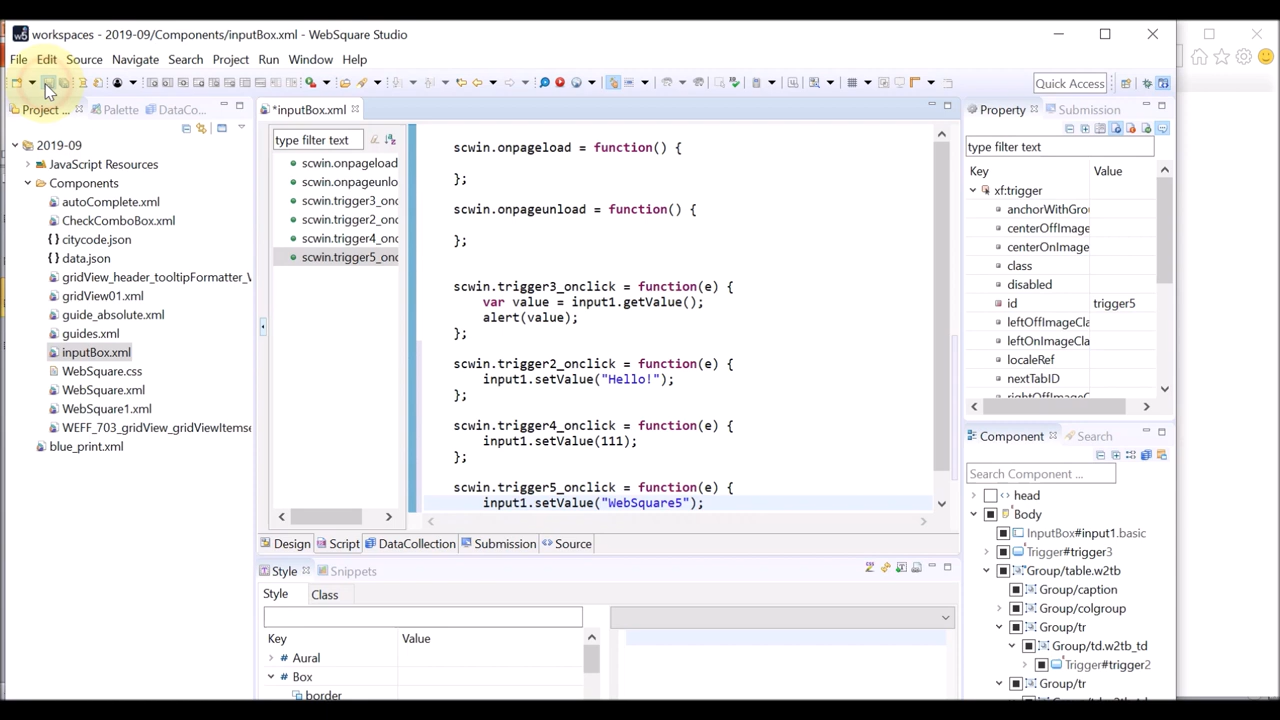 workspaces - 2019-09/Components/inputBox.xml - WebSquare Studio
File Edit Source Navigate Search Project Run Window Help
Quick Access
Project ...
Palette
DataCo...
*inputBox.xml
Property
Submission
2019-09
JavaScript Resources
Components
autoComplete.xml
CheckComboBox.xml
citycode.json
data.json
gridView_header_tooltipFormatter_
gridView01.xml
guide_absolute.xml
guides.xml
inputBox.xml
WebSquare.css
WebSquare.xml
WebSquare1.xml
WEFF_703_gridView_gridViewItemse
blue_print.xml
type filter text
scwin.onpageload
scwin.onpageunlo
scwin.trigger3_onc
scwin.trigger2_onc
scwin.trigger4_onc
scwin.trigger5_onc
scwin.onpageload = function() {
};
scwin.onpageunload = function() {
};
scwin.trigger3_onclick = function(e) {
var value = input1.getValue();
alert(value);
};
scwin.trigger2_onclick = function(e) {
input1.setValue("Hello!");
};
scwin.trigger4_onclick = function(e) {
input1.setValue(111);
};
scwin.trigger5_onclick = function(e) {
input1.setValue("WebSquare5");
Design Script DataCollection Submission Source
Style
Snippets
Style Class
Key Value
Aural
Box
border
type filter text
Key Value
xf:trigger
anchorWithGro
centerOffImage
centerOnImage
class
disabled
id trigger5
leftOffImageCla
leftOnImageCla
localeRef
nextTabID
rightOffImageC
Component
Search
Search Component ...
head
Body
InputBox#input1.basic
Trigger#trigger3
Group/table.w2tb
Group/caption
Group/colgroup
Group/tr
Group/td.w2tb_td
Trigger#trigger2
Group/tr